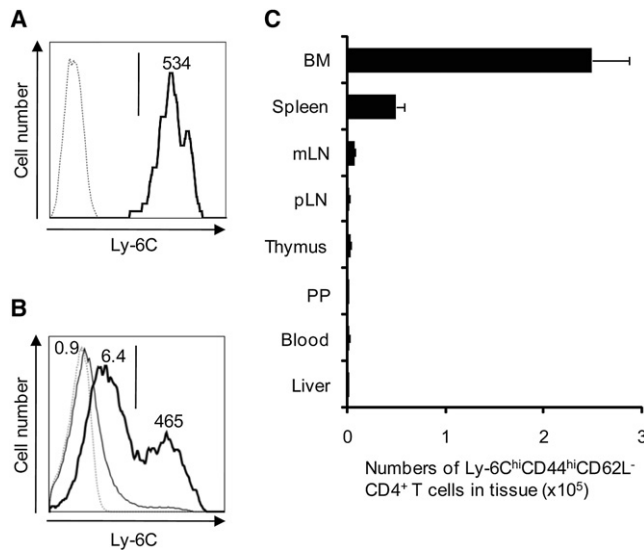 A
Cell number
534
Ly-6C
B
Cell number
0.9
6.4
465
Ly-6C
C
BM
Spleen
mLN
pLN
Thymus
PP
Blood
Liver
0 1 2 3
Numbers of Ly-6ChiCD44hiCD62L-
CD4+ T cells in tissue (x10⁵)